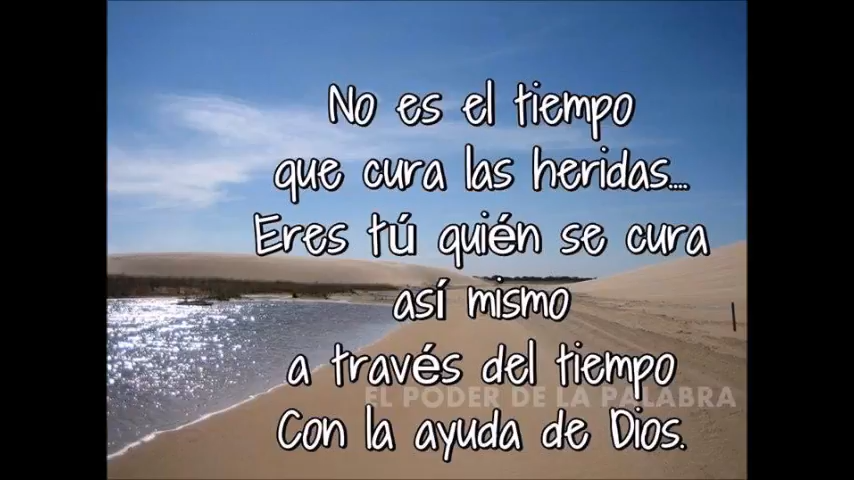 No es el tiempo
que cura las heridas....
Eres tú quién se cura
así mismo
a través del tiempo
EL PODER DE LA PALABRA
Con la ayuda de Dios.